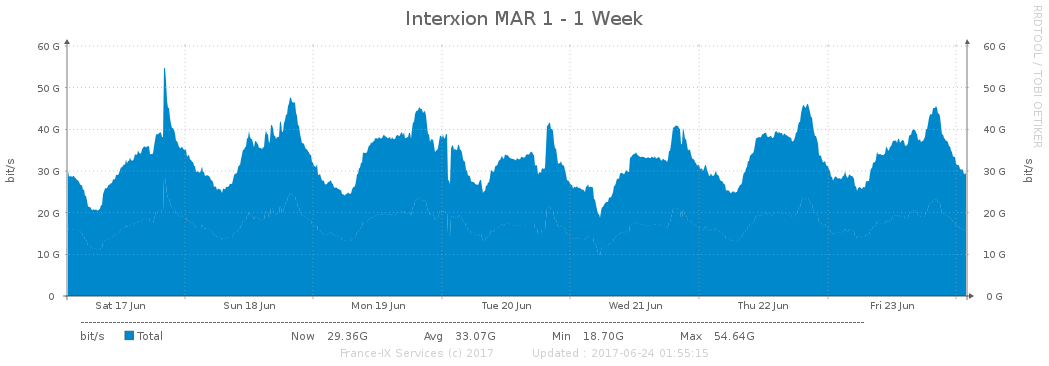 Interxion MAR 1 - 1 Week
RRDTOOL / TOBI OETIKER
bit/s
60 G
50 G
40 G
30 G
20 G
10 G
0
60 G
50 G
40 G
30 G
20 G
10 G
0 G
bit/s
Sat 17 Jun Sun 18 Jun Mon 19 Jun Tue 20 Jun Wed 21 Jun Thu 22 Jun Fri 23 Jun
bit/s Total Now 29.36G Avg 33.07G Min 18.70G Max 54.64G
France-IX Services (c) 2017 Updated : 2017-06-24 01:55:15